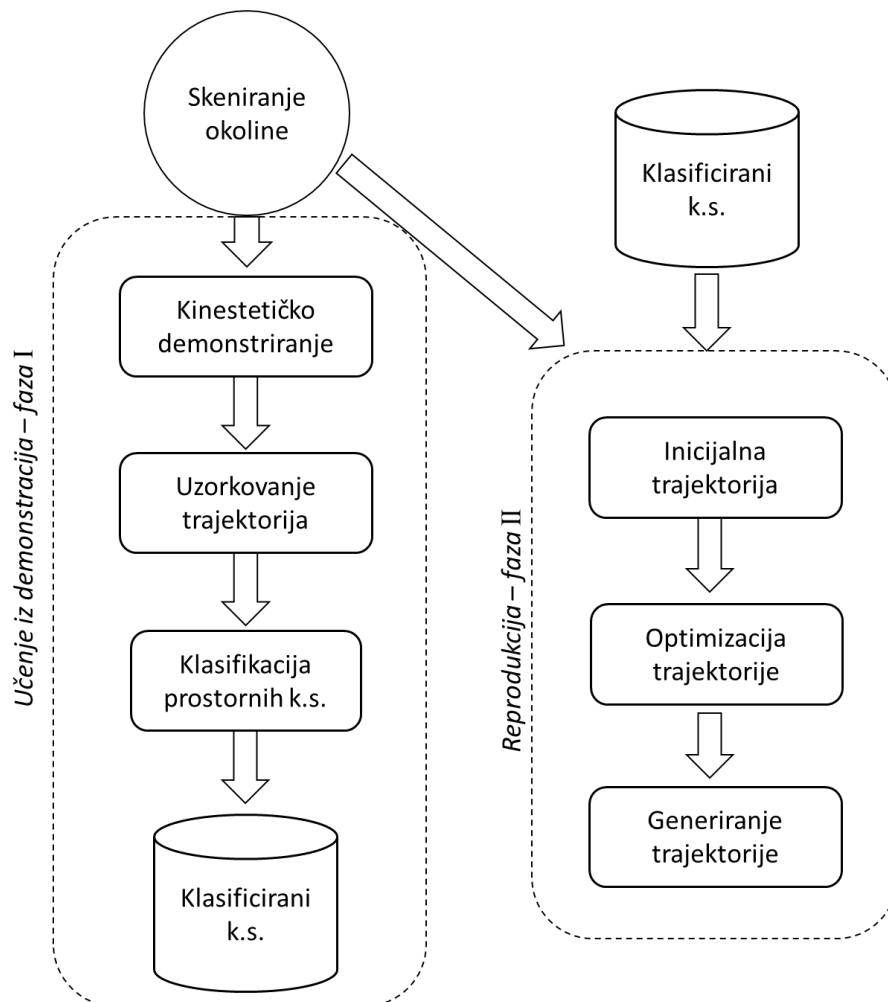 Skeniranje
okoline
Učenje iz demonstracija – faza I
Kinestetičko
demonstriranje
Uzorkovanje
trajektorija
Klasifikacija
prostornih k.s.
Klasificirani
k.s.
Klasificirani
k.s.
Reprodukcija – faza II
Inicijalna
trajektorija
Optimizacija
trajektorije
Generiranje
trajektorije